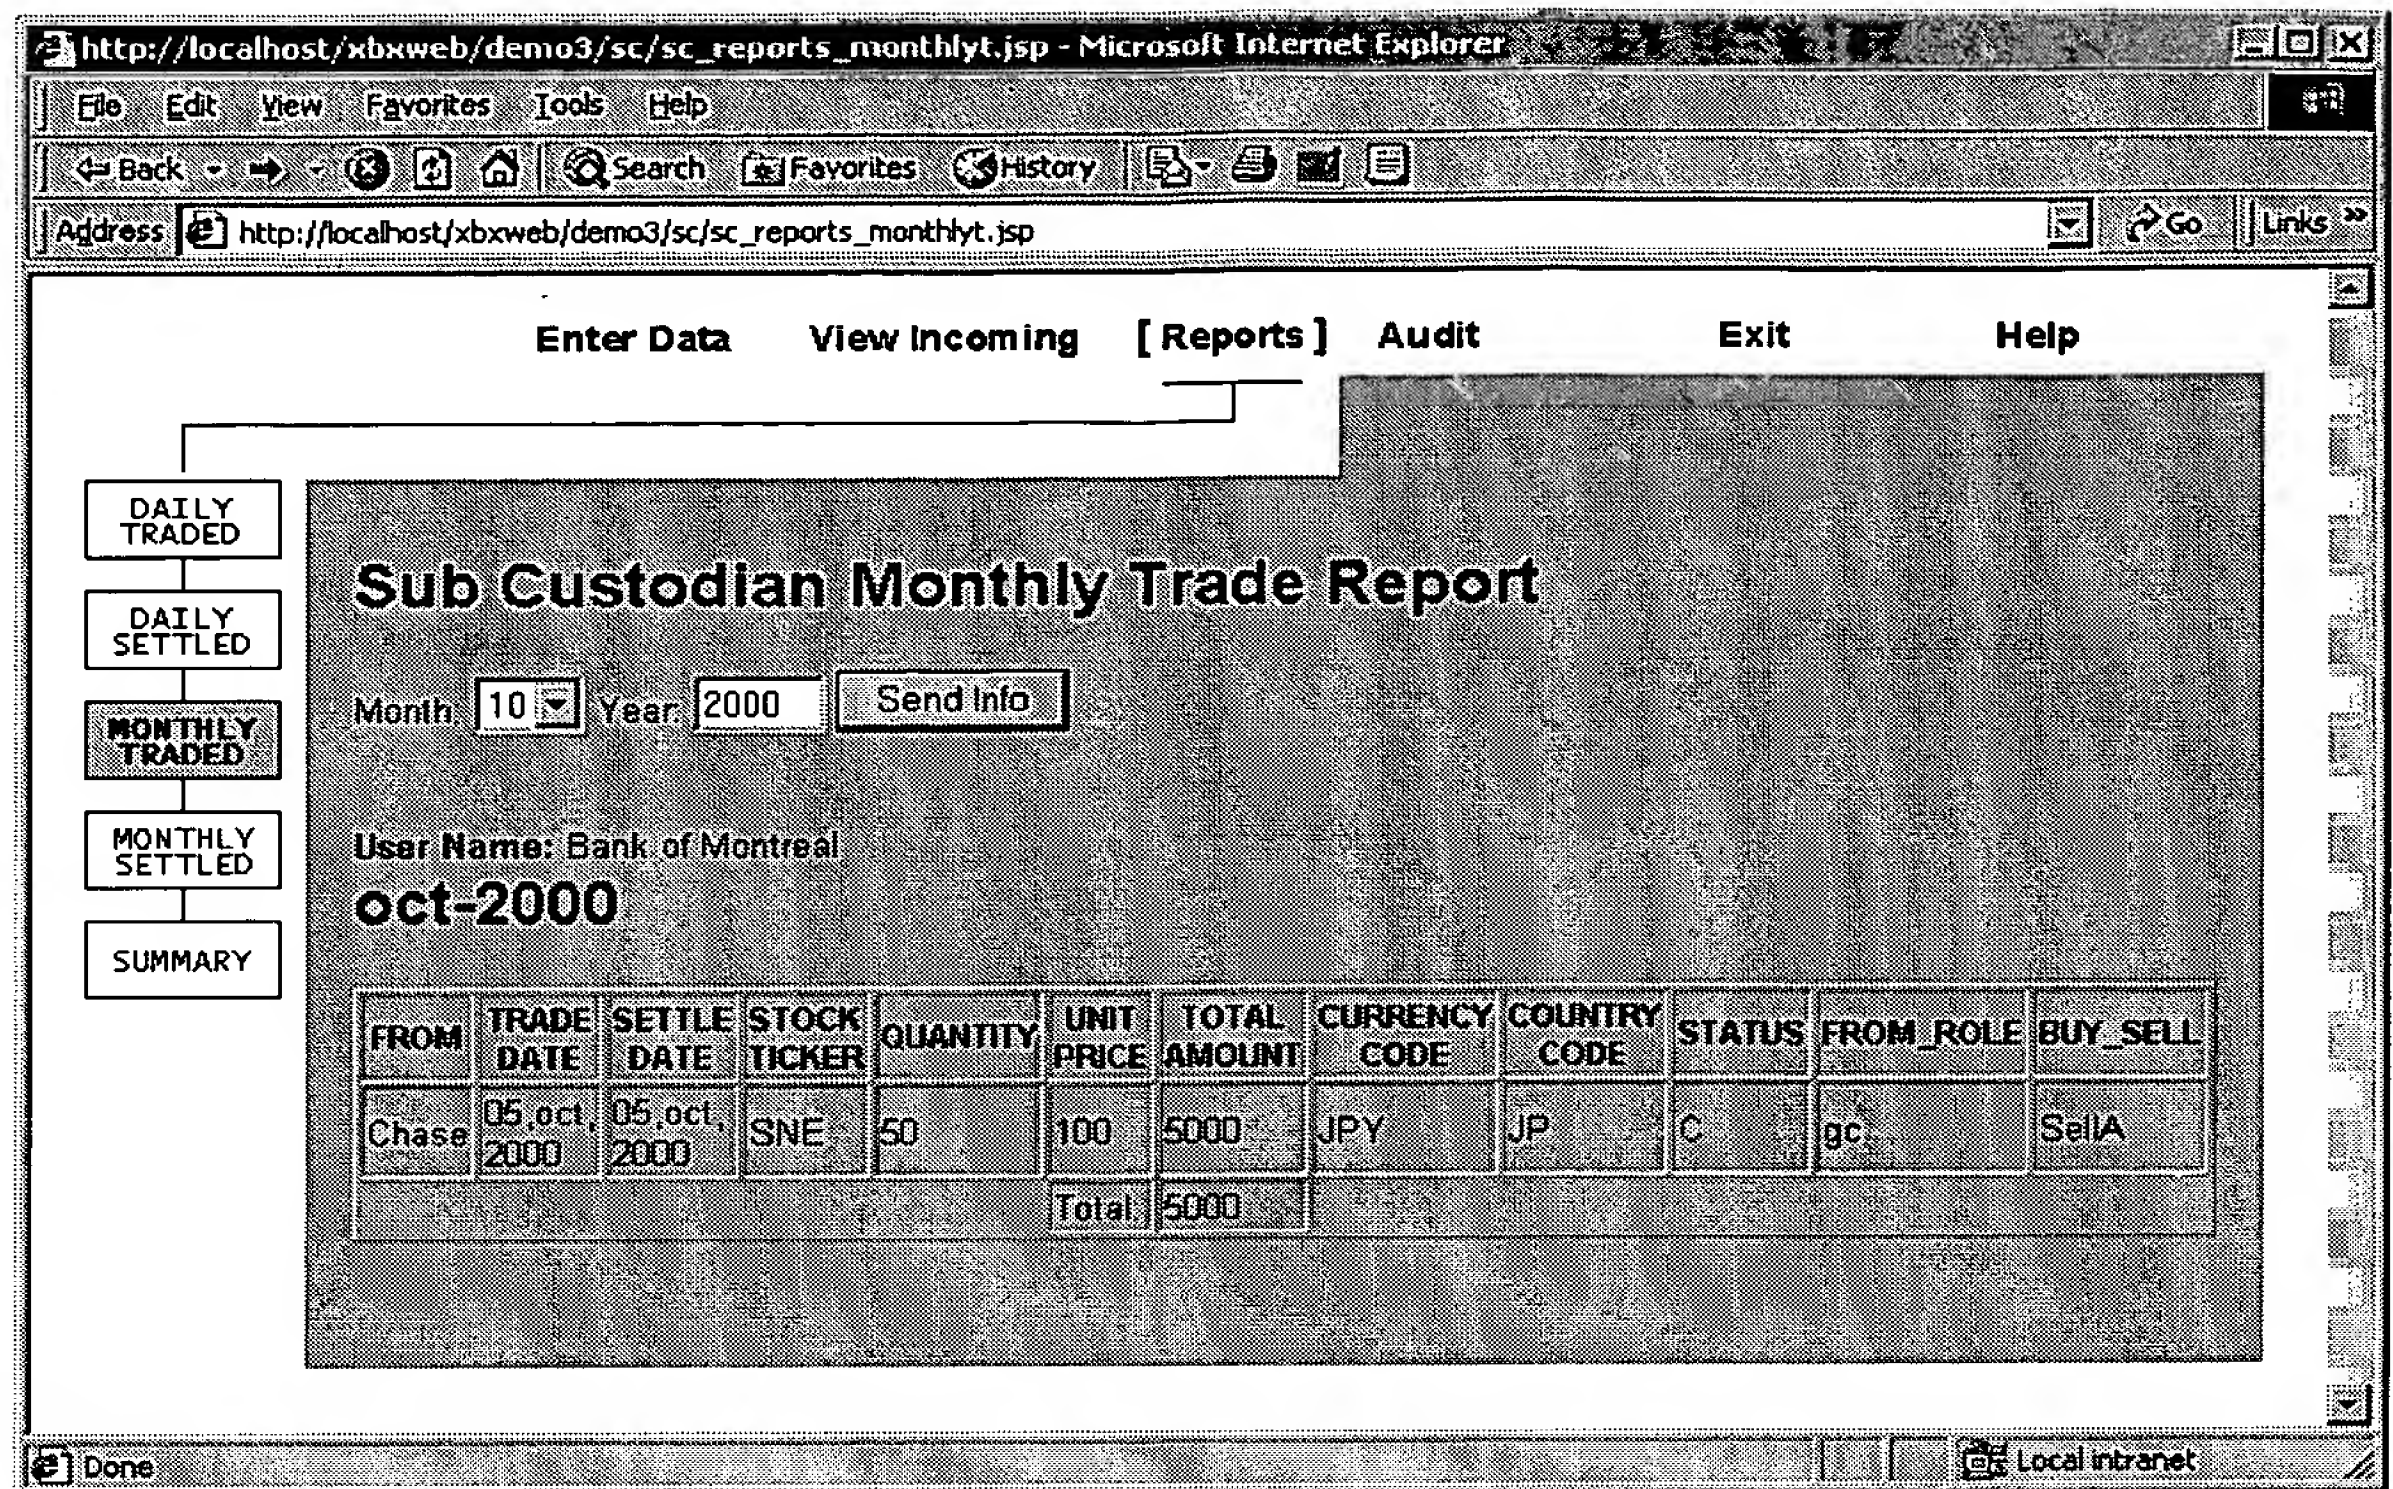 http://localhost/xbxweb/demo3/sc/sc_reports_monthlyt.jsp - Microsoft Internet Explorer
File Edit View Favorites Tools Help
Back Search Favorites History
Address http://localhost/xbxweb/demo3/sc/sc_reports_monthlyt.jsp Go Links »
Enter Data View Incoming [ Reports ] Audit Exit Help
DAILY
TRADED
DAILY
SETTLED
MONTHLY
TRADED
MONTHLY
SETTLED
SUMMARY
Sub Custodian Monthly Trade Report
Month: 10 Year: 2000 Send Info
User Name: Bank of Montreal
oct-2000
FROM TRADE DATE SETTLE DATE STOCK TICKER QUANTITY UNIT PRICE TOTAL AMOUNT CURRENCY CODE COUNTRY CODE STATUS FROM_ROLE BUY_SELL
Chase 05,oct, 2000 05,oct, 2000 SNE 50 100 5000 JPY JP C gc SellA
Total: 5000
Done Local intranet